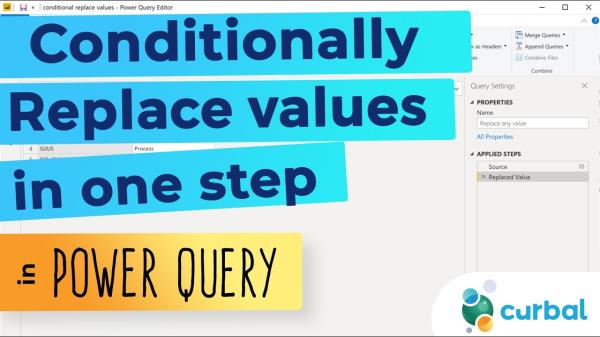 conditional replace values - Power Query Editor
Conditionally
Replace values
in one step
in POWER QUERY
Merge Queries
as Headers
Append Queries
Combine Files
Combine
Query Settings
PROPERTIES
Name
Replace any value
All Properties
APPLIED STEPS
Source
Replaced Value
4
Process
curbal